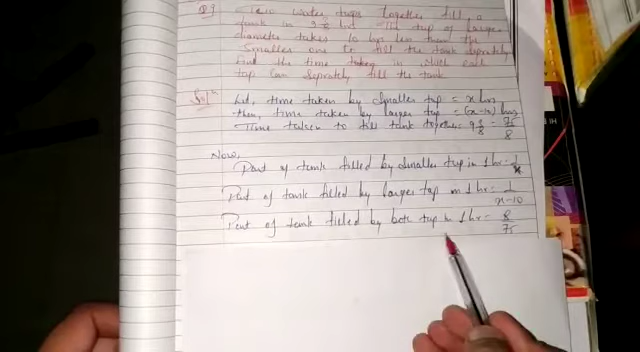 Q9 Two water taps together fill a
tank in 9 3/8 hrs. The tap of larger
diameter takes 10 hrs less than the
Smaller one to fill the tank seprately
Find the time taken in which each
tap can seprately fill the tank
Solⁿ Let, time taken by Smaller tap = x hrs
then, time taken by larger tap = (x-10) hrs
Time taken to fill tank together = 9 3/8 = 75/8
Now,
Part of tank filled by smaller tap in 1 hr = 1/x
Part of tank filled by larger tap in 1 hr = 1/x-10
Part of tank filled by both tap in 1 hr = 8/75